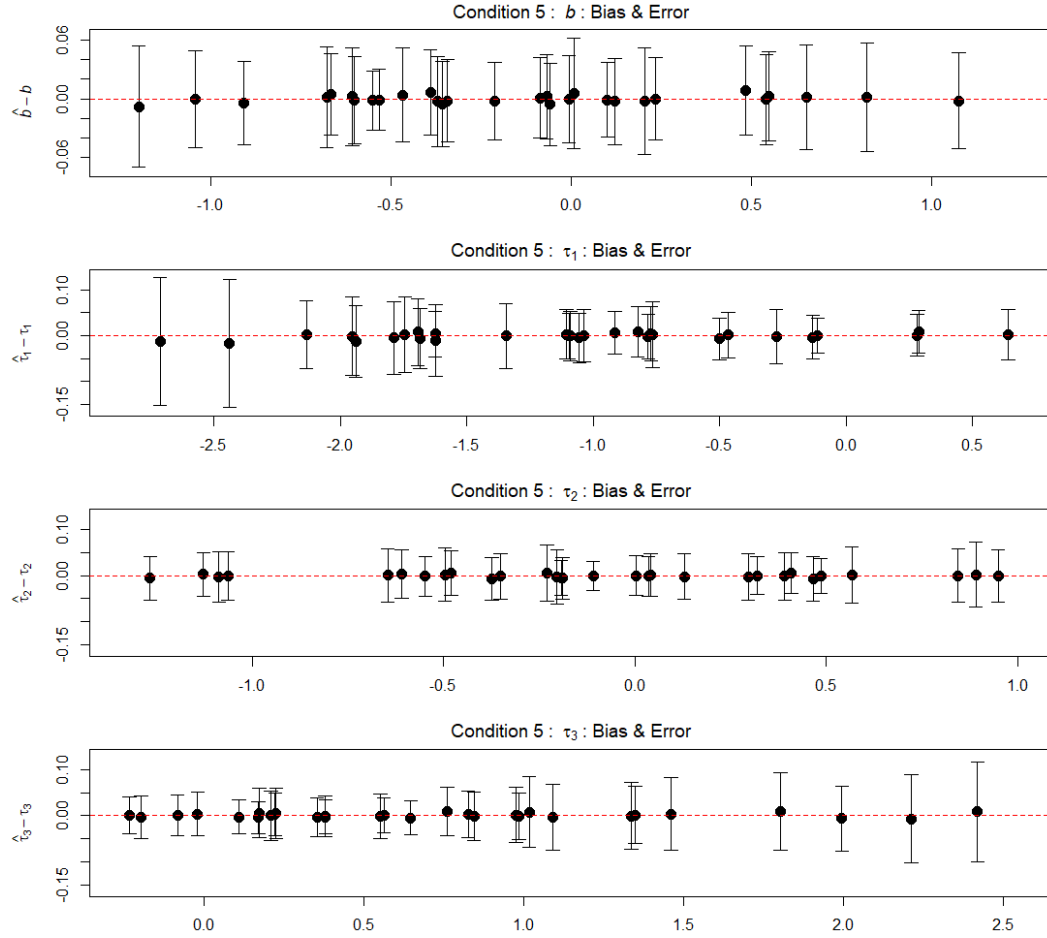 Condition 5 : b : Bias & Error
b̂ − b
0.06
0.00
-0.06
-1.0 -0.5 0.0 0.5 1.0
Condition 5 : τ₁ : Bias & Error
τ̂₁ − τ₁
0.10
0.00
-0.15
-2.5 -2.0 -1.5 -1.0 -0.5 0.0 0.5
Condition 5 : τ₂ : Bias & Error
τ̂₂ − τ₂
0.10
0.00
-0.15
-1.0 -0.5 0.0 0.5 1.0
Condition 5 : τ₃ : Bias & Error
τ̂₃ − τ₃
0.10
0.00
-0.15
0.0 0.5 1.0 1.5 2.0 2.5